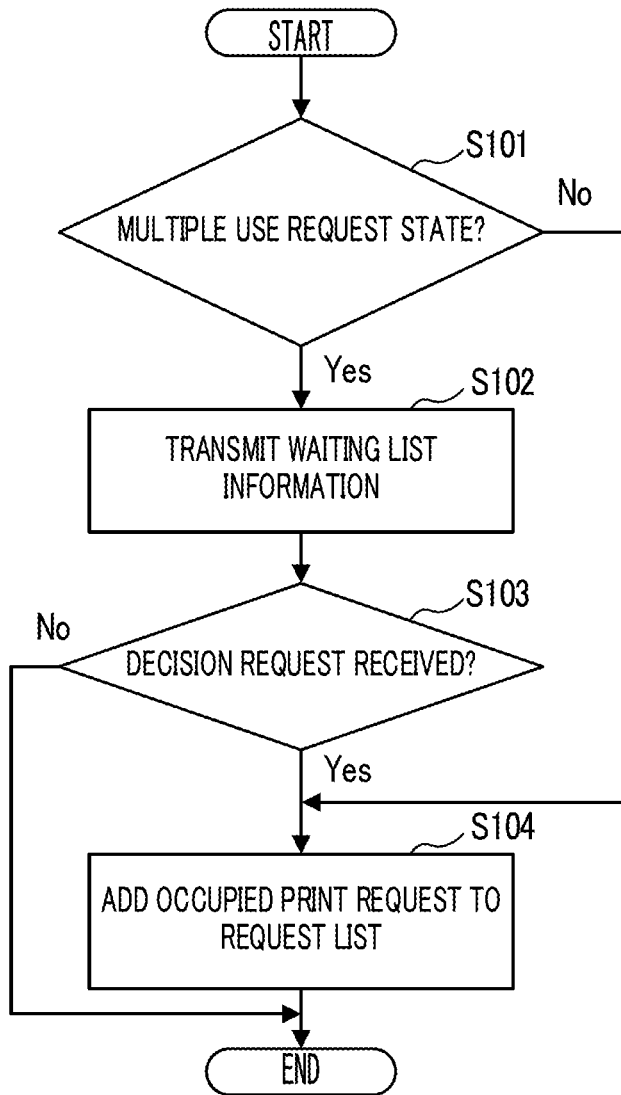 START
S101
MULTIPLE USE REQUEST STATE?
No
Yes
S102
TRANSMIT WAITING LIST
INFORMATION
S103
No
DECISION REQUEST RECEIVED?
Yes
S104
ADD OCCUPIED PRINT REQUEST TO
REQUEST LIST
END